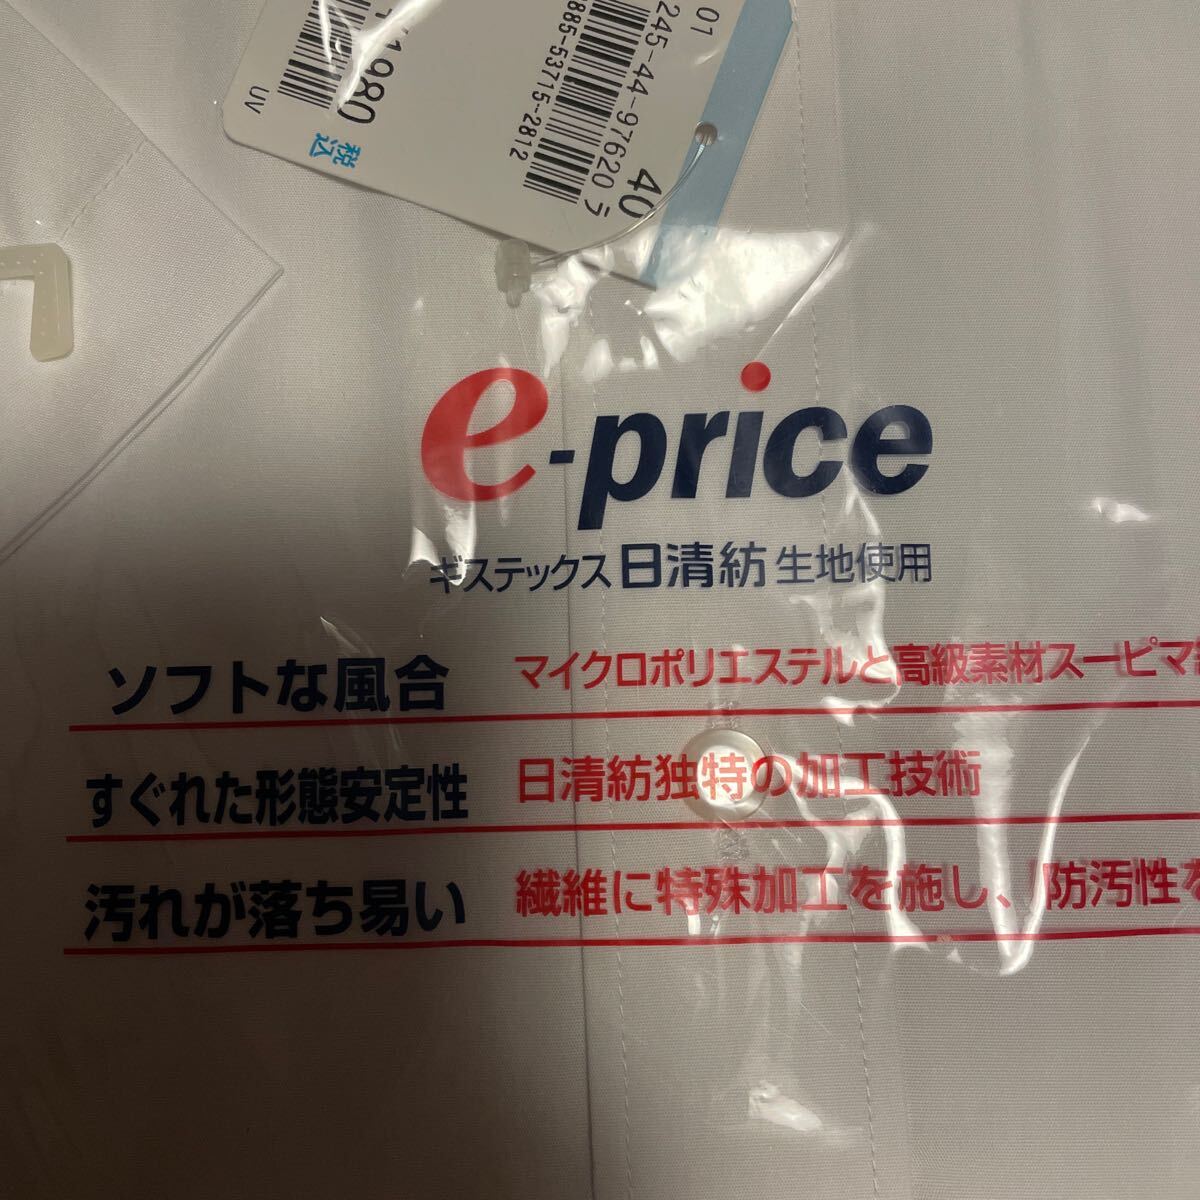 01
245-44-97620 ラ
40
885-53715-2812
1980 税込
UV
e-price
ギステックス 日清紡 生地使用
ソフトな風合 マイクロポリエステルと高級素材スーピマ
すぐれた形態安定性 日清紡独特の加工技術
汚れが落ち易い 繊維に特殊加工を施し、防汚性を